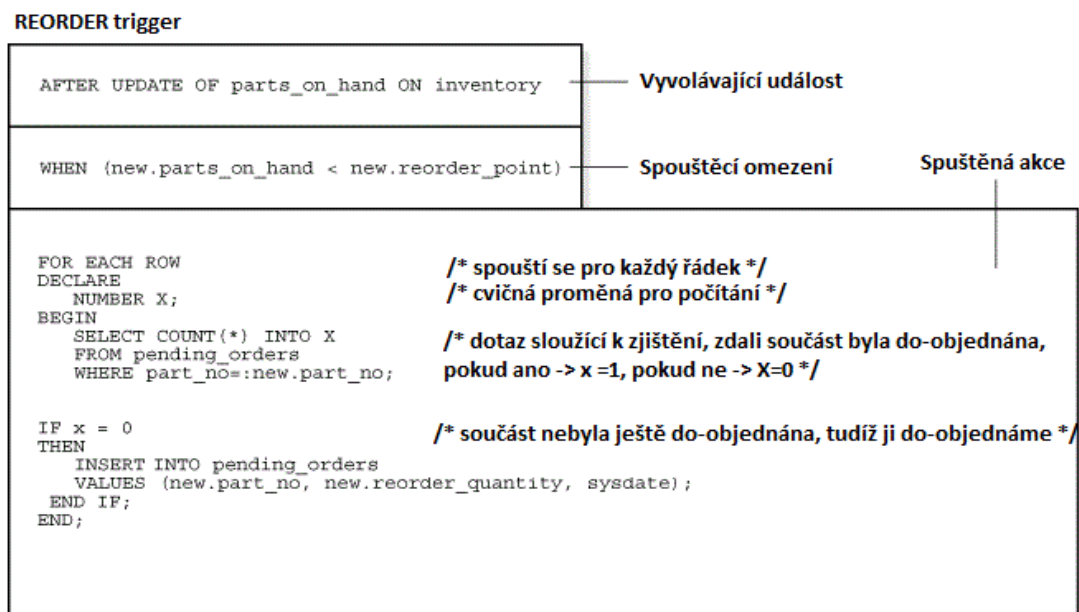 REORDER trigger
AFTER UPDATE OF parts_on_hand ON inventory
Vyvolávající událost
WHEN (new.parts_on_hand < new.reorder_point)
Spouštěcí omezení
Spuštěná akce
FOR EACH ROW
/* spouští se pro každý řádek */
DECLARE
/* cvičná proměná pro počítání */
NUMBER X;
BEGIN
SELECT COUNT(*) INTO X
/* dotaz sloužící k zjištění, zdali součást byla do-objednána,
FROM pending_orders
WHERE part_no=:new.part_no;
pokud ano -> x =1, pokud ne -> X=0 */
IF x = 0
/* součást nebyla ještě do-objednána, tudíž ji do-objednáme */
THEN
INSERT INTO pending_orders
VALUES (new.part_no, new.reorder_quantity, sysdate);
END IF;
END;